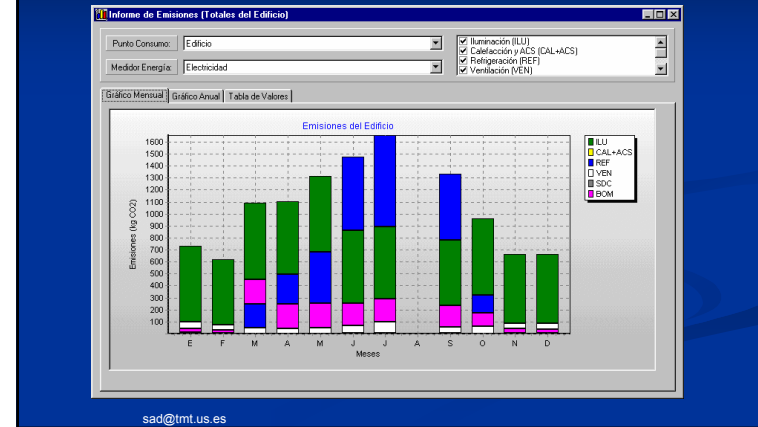 Informe de Emisiones (Totales del Edificio)
Punto Consumo: Edificio
Medidor Energía: Electricidad
Iluminación (ILU)
Calefacción y ACS (CAL+ACS)
Refrigeración (REF)
Ventilación (VEN)
Gráfico Mensual Gráfico Anual Tabla de Valores
Emisiones del Edificio
1600
1500
1400
1300
1200
1100
1000
900
800
700
600
500
400
300
200
100
Emisiones (kg CO2)
E F M A M J J A S O N D
Meses
ILU
CAL+ACS
REF
VEN
SDC
BOM
sad@tmt.us.es